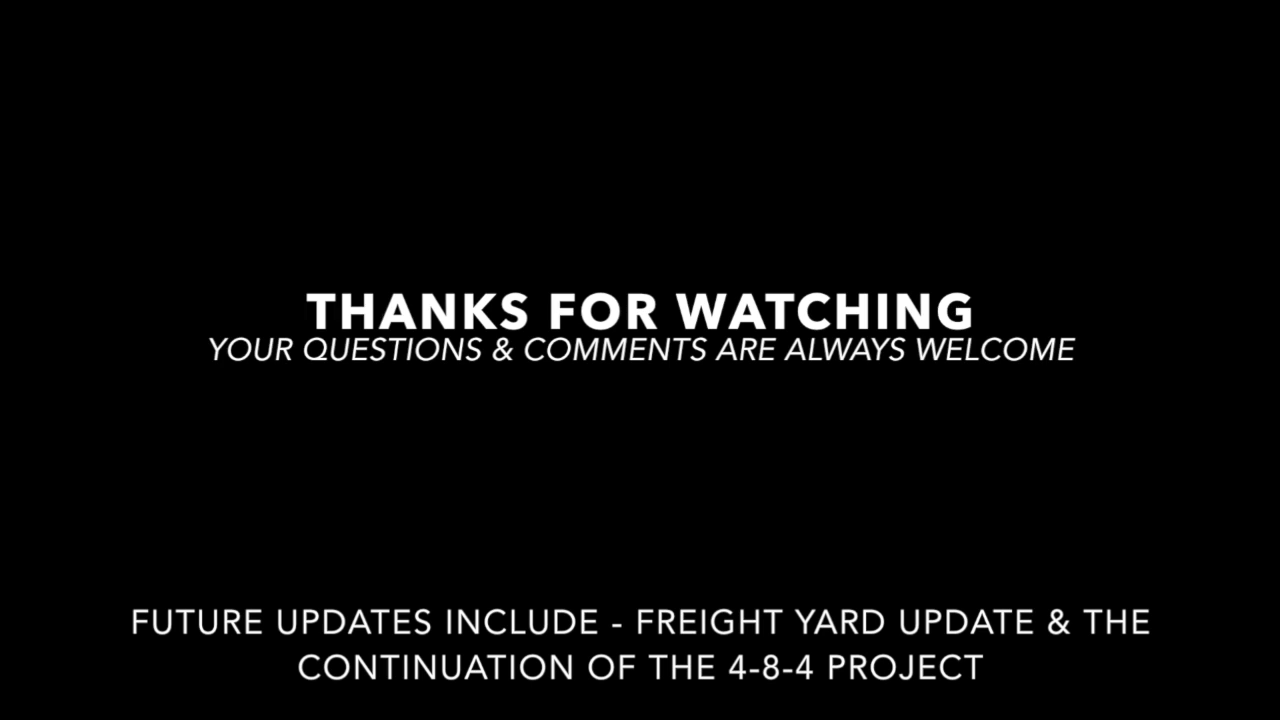 THANKS FOR WATCHING
YOUR QUESTIONS & COMMENTS ARE ALWAYS WELCOME
FUTURE UPDATES INCLUDE - FREIGHT YARD UPDATE & THE
CONTINUATION OF THE 4-8-4 PROJECT